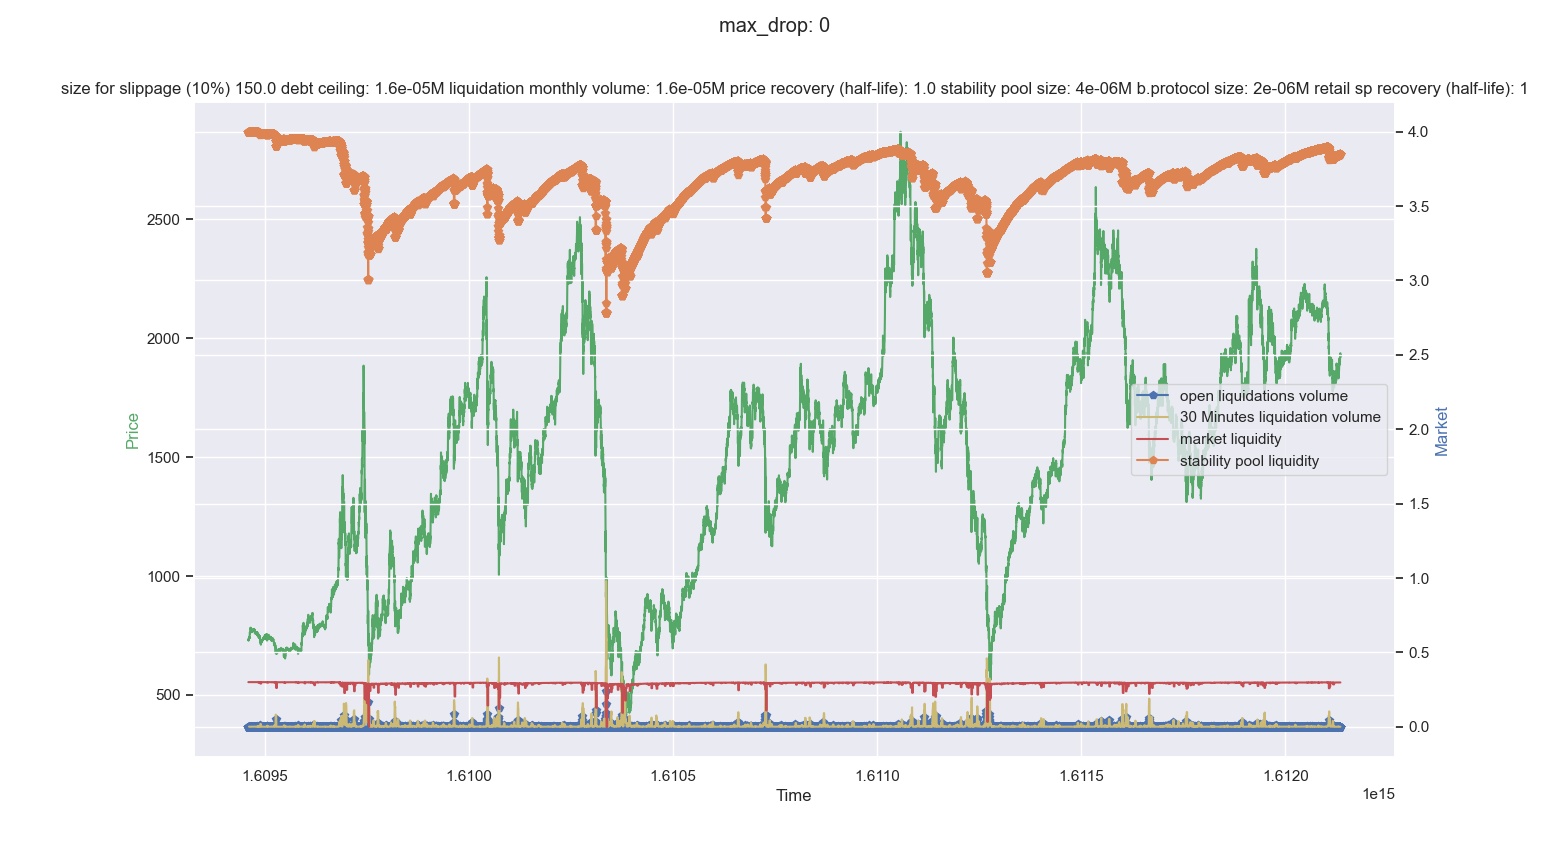 max_drop: 0
size for slippage (10%) 150.0 debt ceiling: 1.6e-05M liquidation monthly volume: 1.6e-05M price recovery (half-life): 1.0 stability pool size: 4e-06M b.protocol size: 2e-06M retail sp recovery (half-life): 1
4.0
3.5
3.0
2.5
2.0
1.5
1.0
0.5
0.0
2500
2000
1500
1000
500
Price
Market
open liquidations volume
30 Minutes liquidation volume
market liquidity
stability pool liquidity
1.6095
1.6100
1.6105
1.6110
1.6115
1.6120
Time
1e15